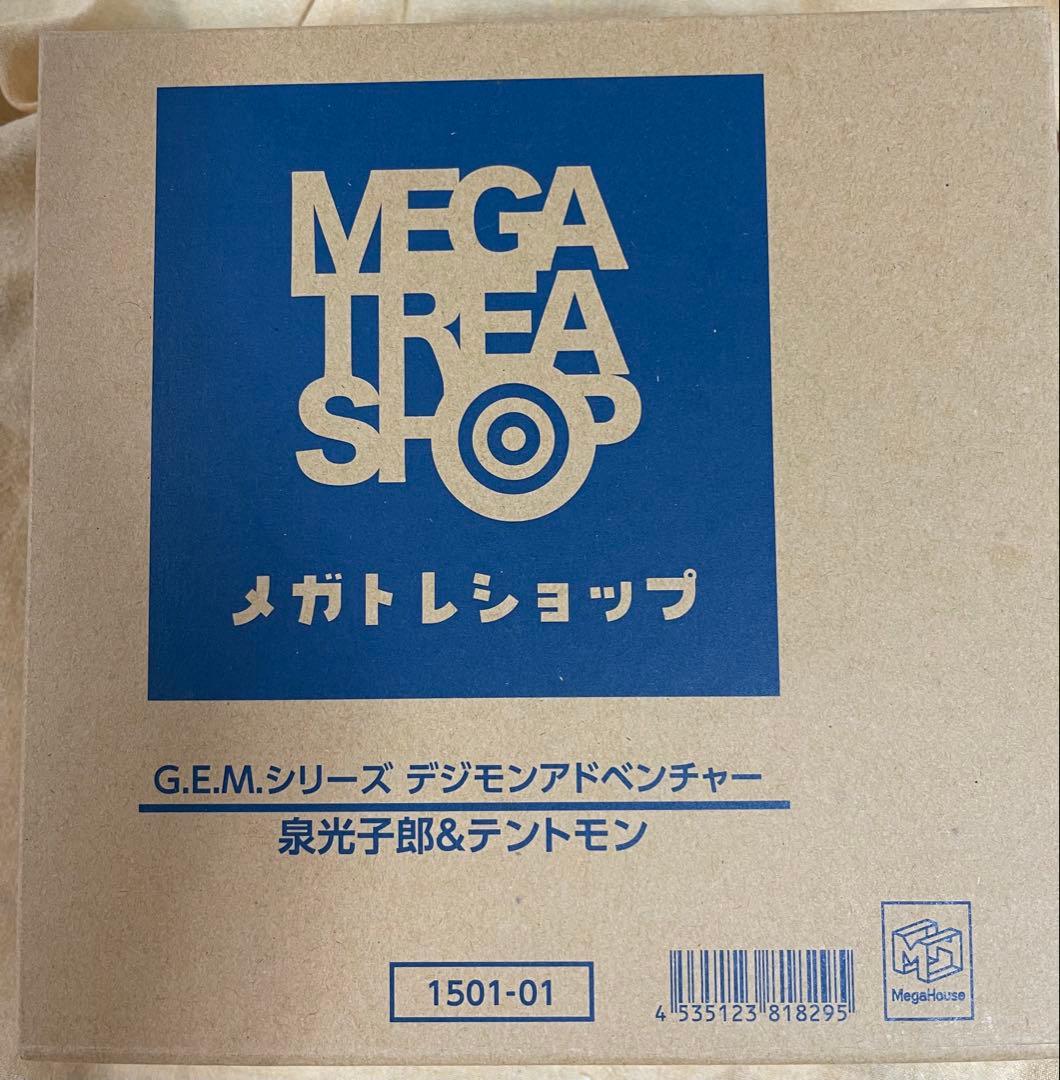 MEGA
TREA
SHOP
メガトレショップ
G.E.M.シリーズ デジモンアドベンチャー
泉光子郎&テントモン
1501-01
4 535123 818295
MegaHouse